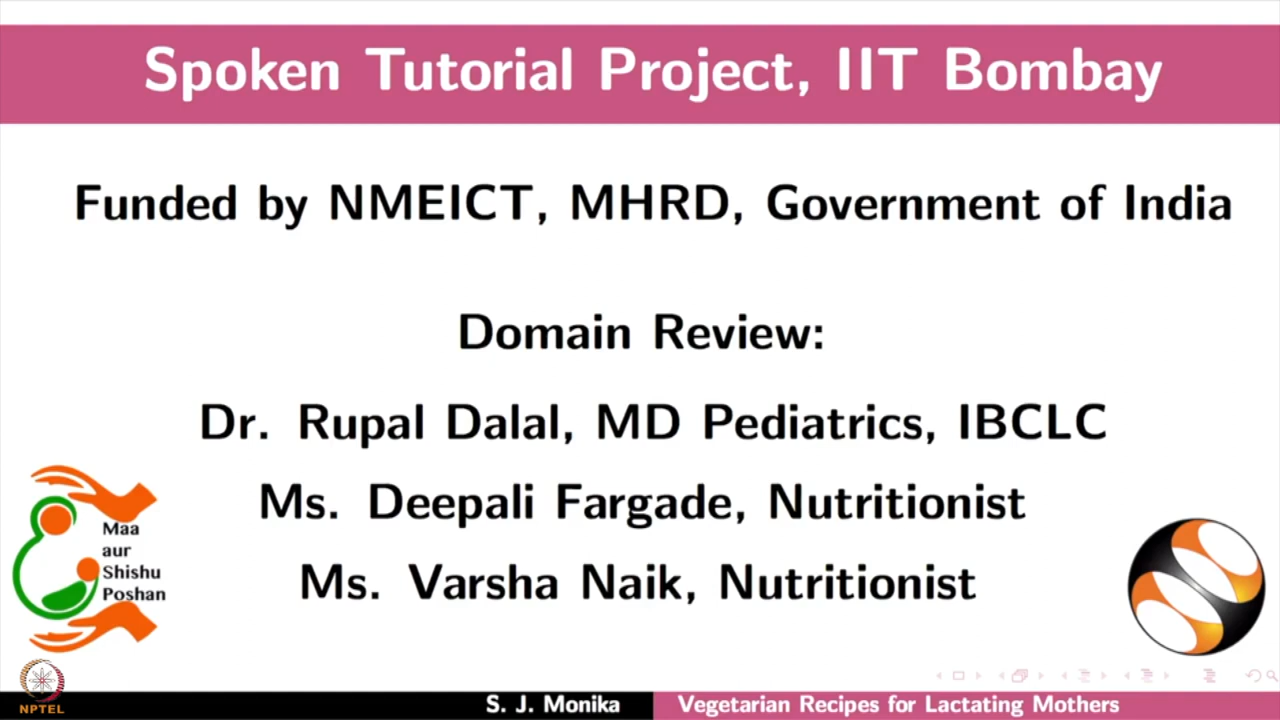 Spoken Tutorial Project, IIT Bombay
Funded by NMEICT, MHRD, Government of India
Domain Review:
Dr. Rupal Dalal, MD Pediatrics, IBCLC
Ms. Deepali Fargade, Nutritionist
Ms. Varsha Naik, Nutritionist
Maa
aur
Shishu
Poshan
NPTEL
S. J. Monika
Vegetarian Recipes for Lactating Mothers